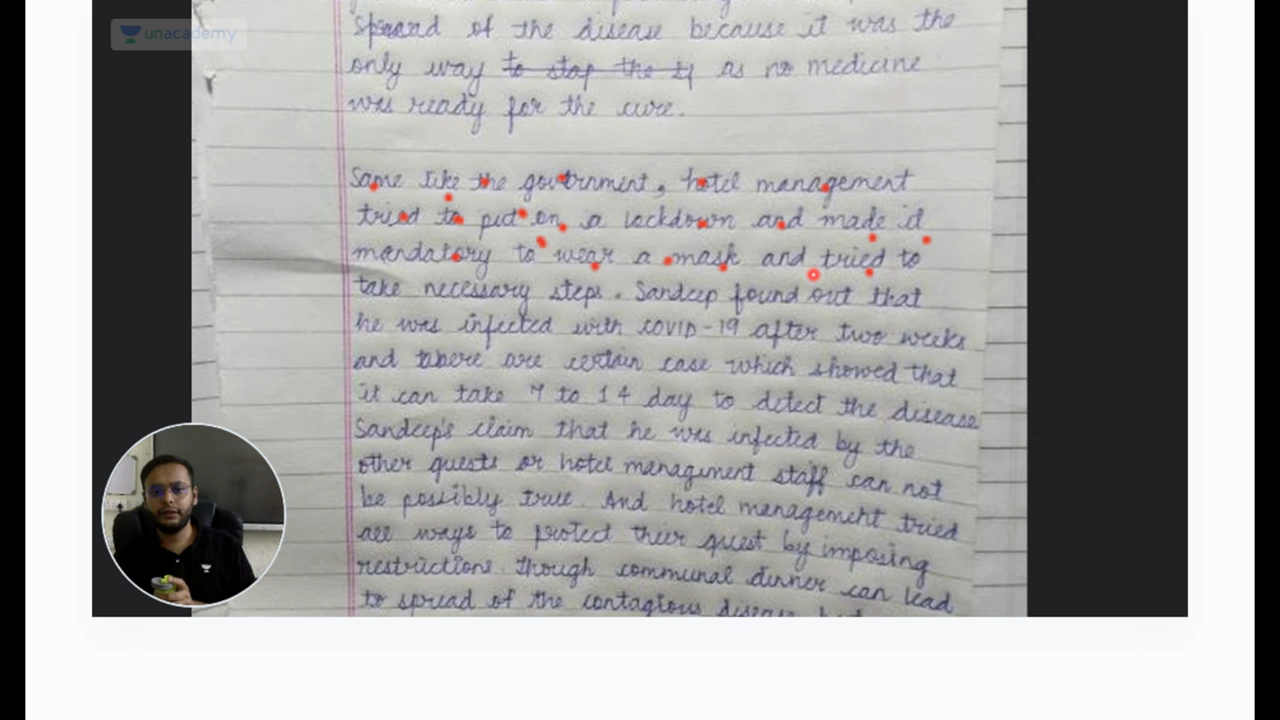 unacademy
spread of the disease because it was the
only way to stop the if as no medicine
was ready for the cure.
Same like the government, hotel management
tried to put on a lockdown and made it
mandatory to wear a mask and tried to
take necessary steps. Sandeep found out that
he was infected with COVID-19 after two weeks
and there are certain case which showed that
it can take 7 to 14 day to detect the disease
Sandeep's claim that he was infected by the
other quests or hotel management staff can not
be possibly true. And hotel management tried
all ways to protect their quest by imposing
restrictions. Though communal dinner can lead
to spread of the contagious disease but